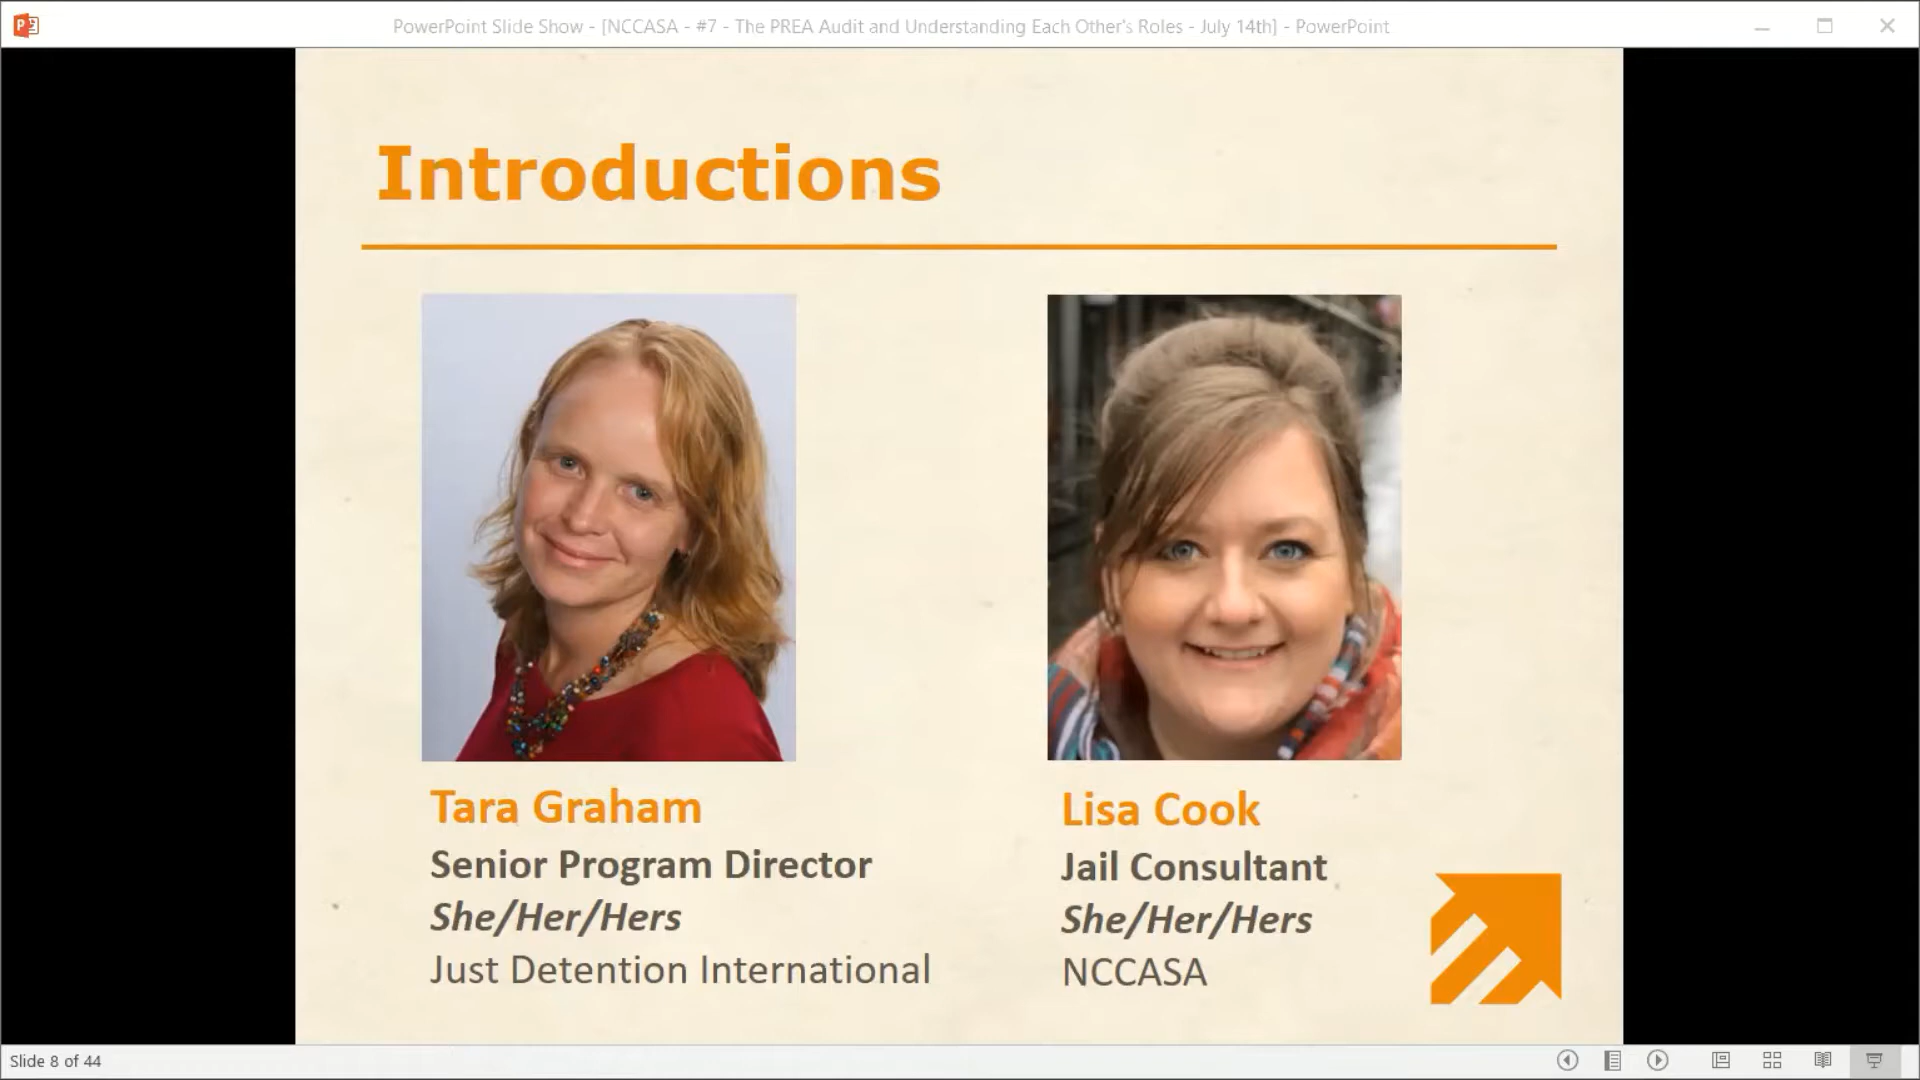 PowerPoint Slide Show - [NCCASA - #7 - The PREA Audit and Understanding Each Other's Roles - July 14th] - PowerPoint
Introductions
Tara Graham
Senior Program Director
She/Her/Hers
Just Detention International
Lisa Cook
Jail Consultant
She/Her/Hers
NCCASA
Slide 8 of 44